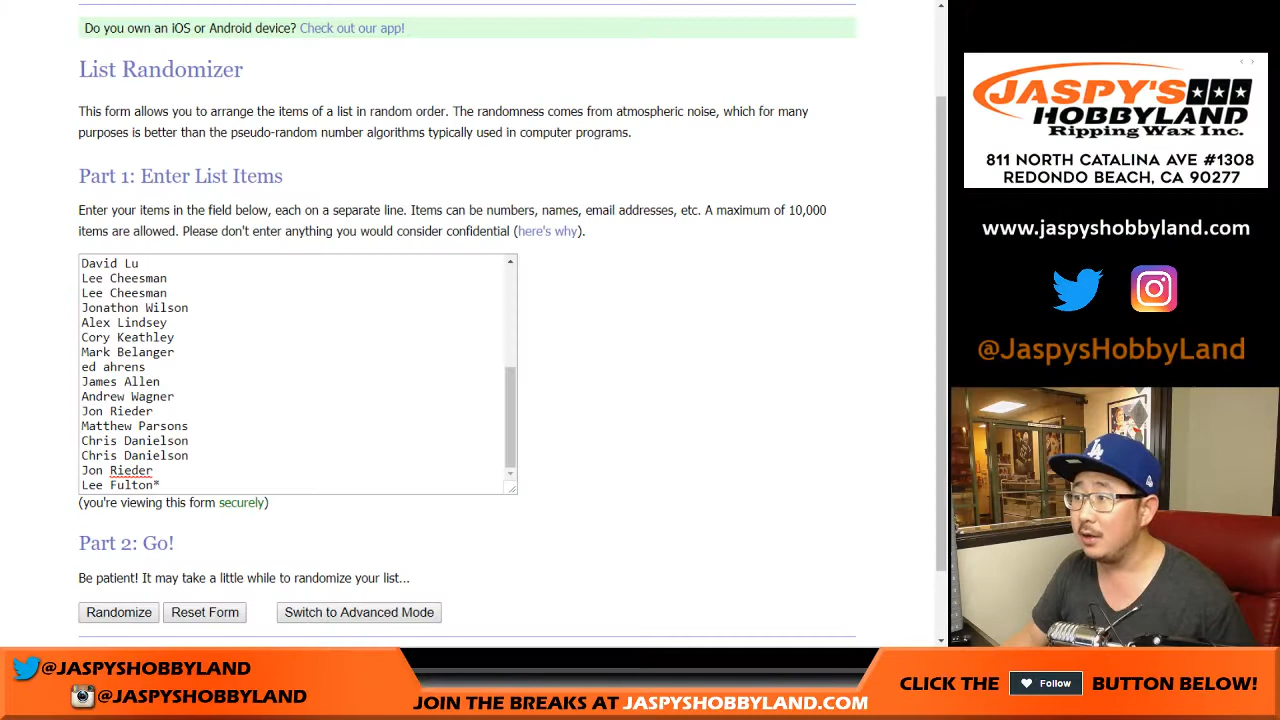 Do you own an iOS or Android device? Check out our app!
List Randomizer
This form allows you to arrange the items of a list in random order. The randomness comes from atmospheric noise, which for many
purposes is better than the pseudo-random number algorithms typically used in computer programs.
Part 1: Enter List Items
Enter your items in the field below, each on a separate line. Items can be numbers, names, email addresses, etc. A maximum of 10,000
items are allowed. Please don't enter anything you would consider confidential (here's why).
David Lu
Lee Cheesman
Lee Cheesman
Jonathon Wilson
Alex Lindsey
Cory Keathley
Mark Belanger
ed ahrens
James Allen
Andrew Wagner
Jon Rieder
Matthew Parsons
Chris Danielson
Chris Danielson
Jon Rieder
Lee Fulton*
(you're viewing this form securely)
Part 2: Go!
Be patient! It may take a little while to randomize your list...
Randomize Reset Form Switch to Advanced Mode
JASPY'S
HOBBYLAND
Ripping Wax Inc.
811 NORTH CATALINA AVE #1308
REDONDO BEACH, CA 90277
www.jaspyshobbyland.com
@JaspysHobbyLand
LA
@JASPYSHOBBYLAND
@JASPYSHOBBYLAND
JOIN THE BREAKS AT JASPYSHOBBYLAND.COM
CLICK THE Follow BUTTON BELOW!